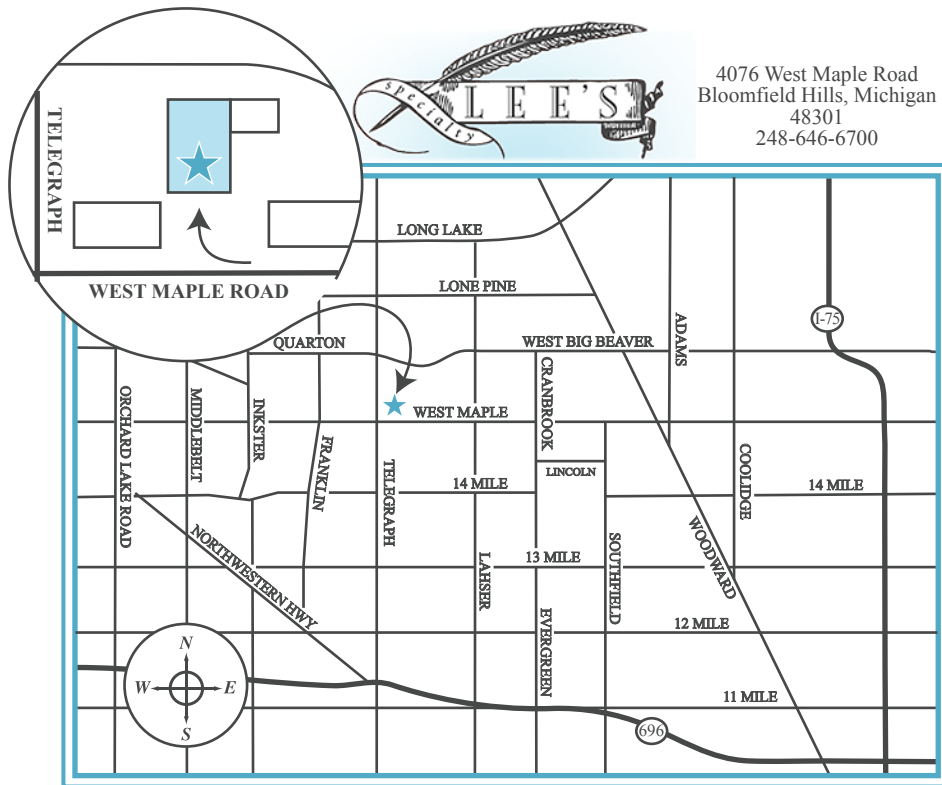 specialty
LEE'S
4076 West Maple Road
Bloomfield Hills, Michigan
48301
248-646-6700
TELEGRAPH
WEST MAPLE ROAD
LONG LAKE
LONE PINE
ADAMS
I-75
QUARTON
WEST BIG BEAVER
CRANBROOK
ORCHARD LAKE ROAD
MIDDLEBELT
INKSTER
FRANKLIN
WEST MAPLE
LINCOLN
COOLIDGE
TELEGRAPH
14 MILE
14 MILE
NORTHWESTERN HWY
LAHSER
13 MILE
SOUTHFIELD
WOODWARD
EVERGREEN
12 MILE
11 MILE
696
N
W E
S